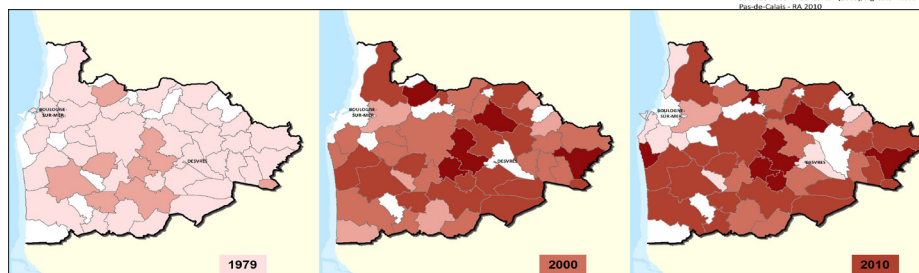 Pas-de-Calais - RA 2010
BOULOGNE-
SUR-MER
DESVRES
1979
BOULOGNE-
SUR-MER
DESVRES
2000
BOULOGNE-
SUR-MER
DESVRES
2010